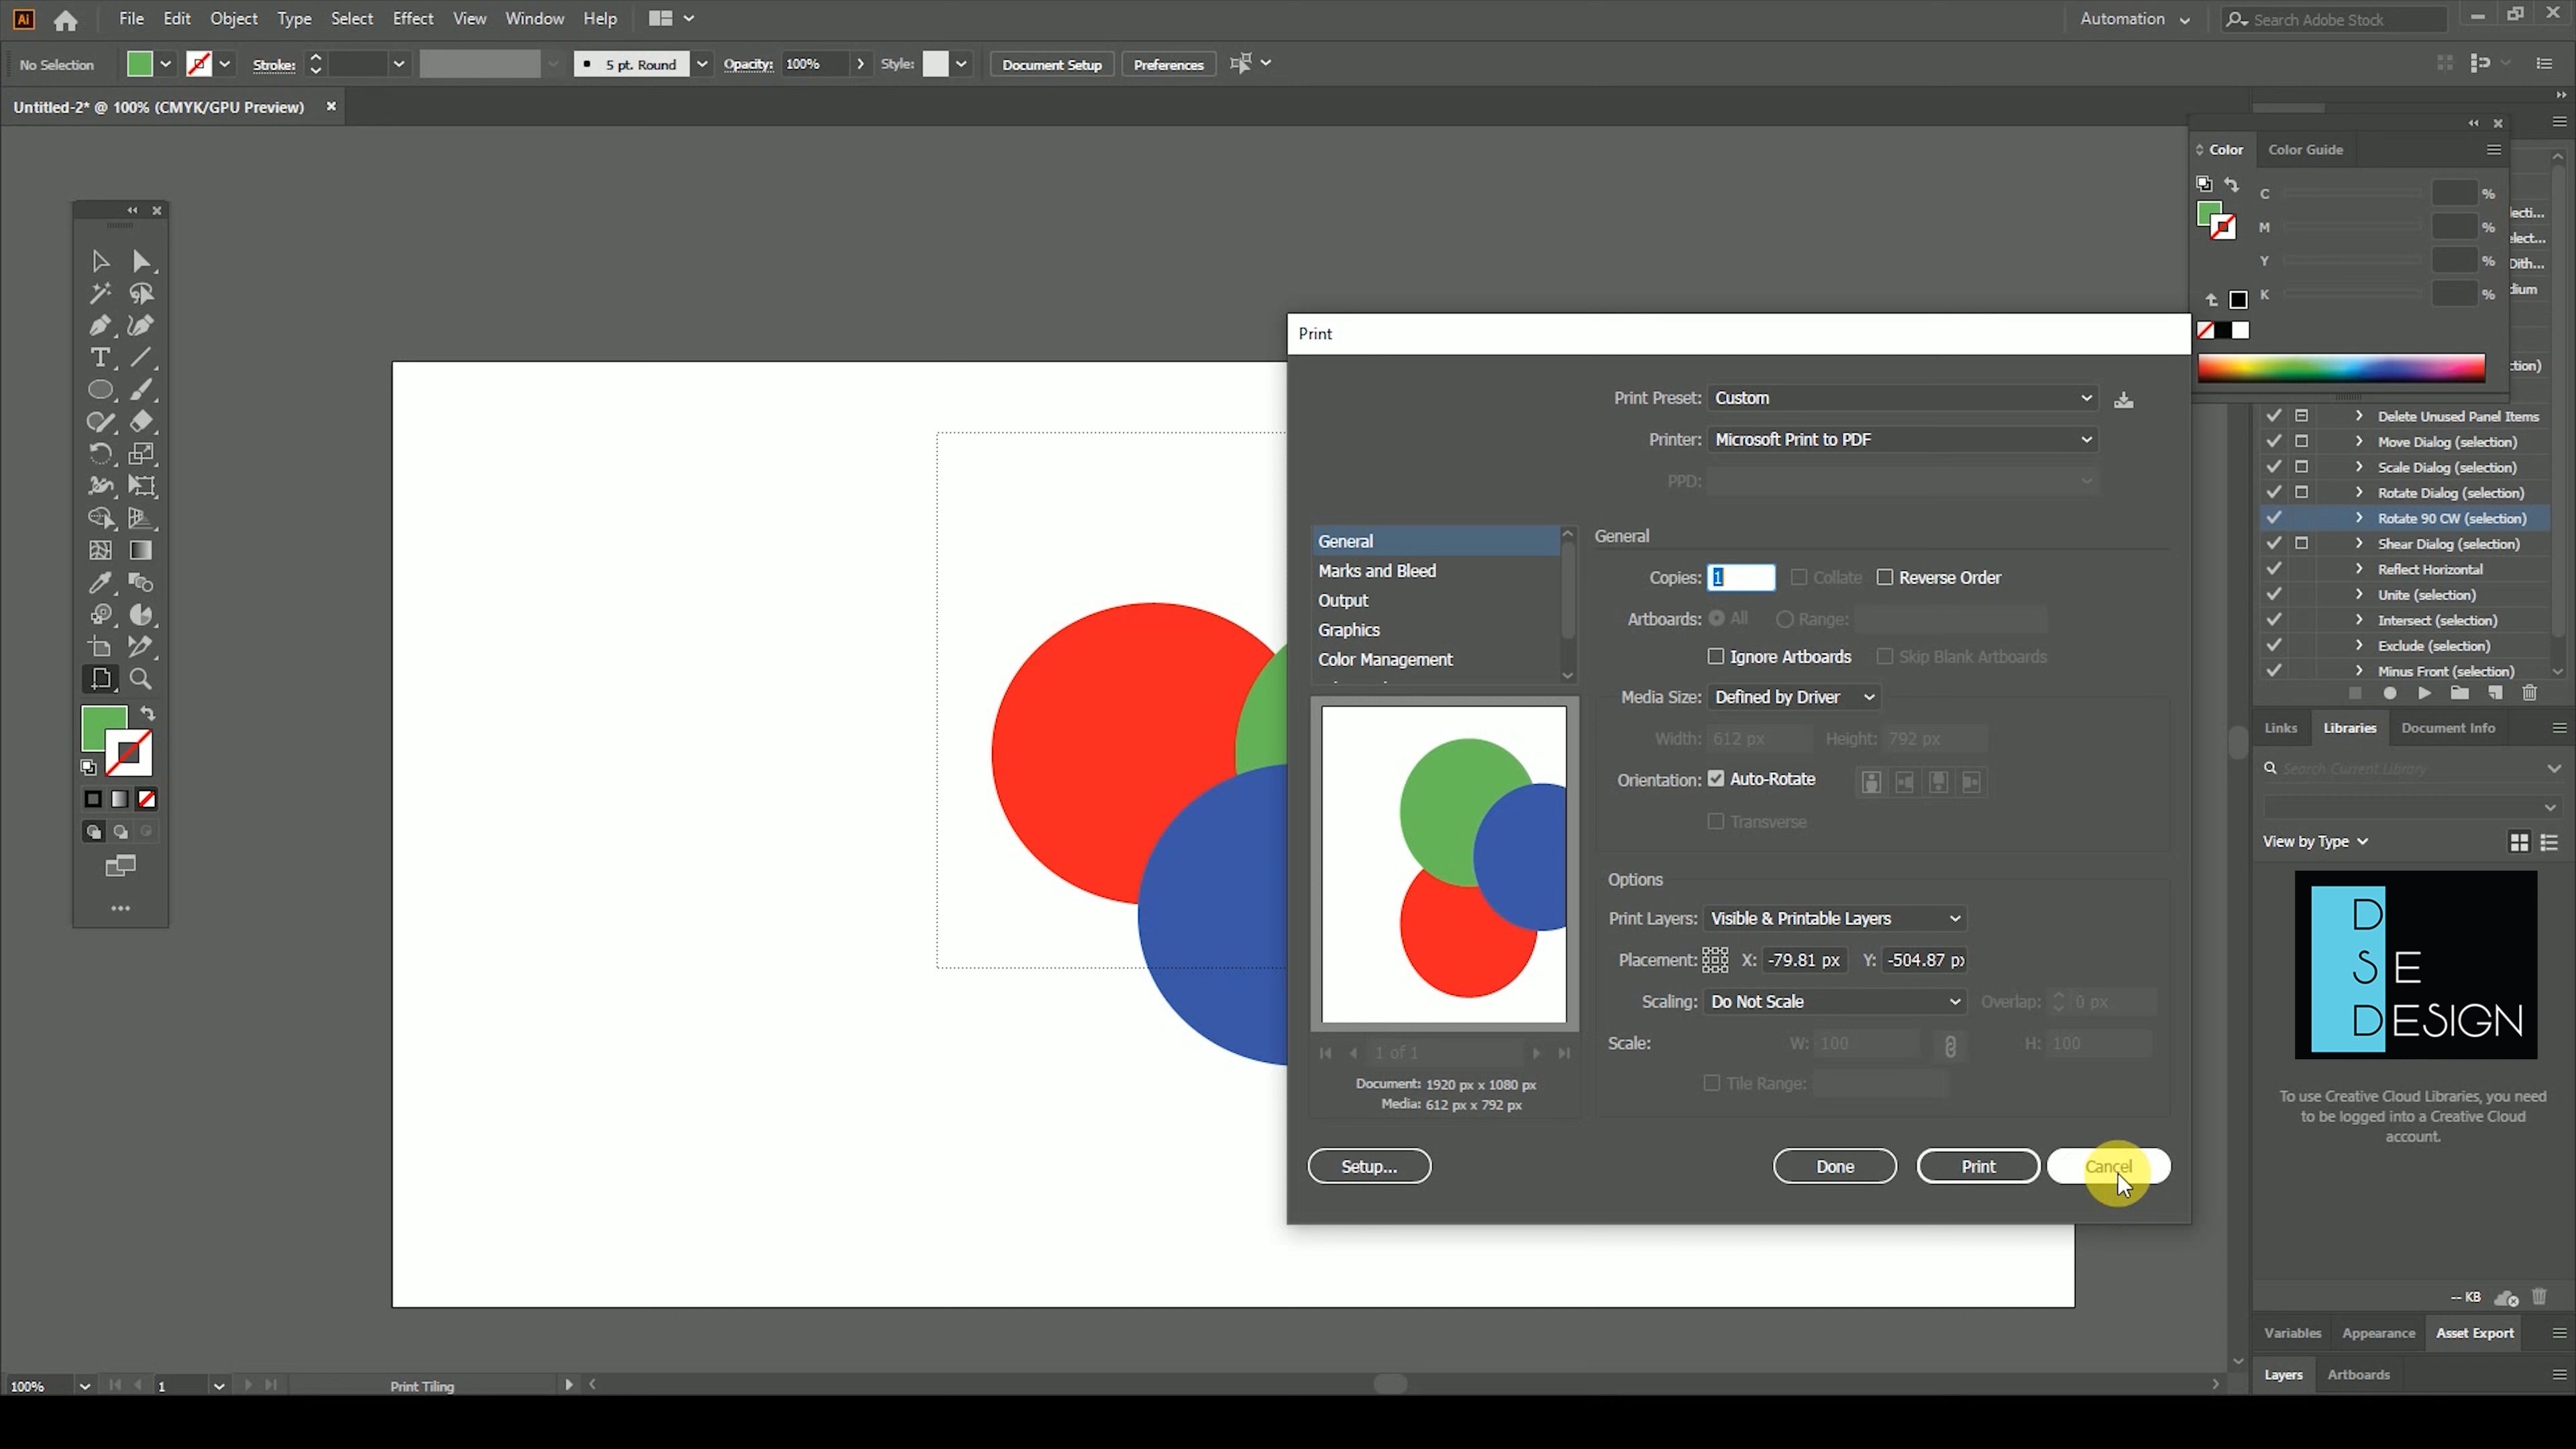 Ai File Edit Object Type Select Effect View Window Help Automation Search Adobe Stock
No Selection Stroke: 5 pt. Round Opacity: 100% Style: Document Setup Preferences
Untitled-2* @ 100% (CMYK/GPU Preview)
Color Color Guide
C %
M %
Y %
K %
lecti...
elect...
Dith...
dium
ction)
Delete Unused Panel Items
Move Dialog (selection)
Scale Dialog (selection)
Rotate Dialog (selection)
Rotate 90 CW (selection)
Shear Dialog (selection)
Reflect Horizontal
Unite (selection)
Intersect (selection)
Exclude (selection)
Minus Front (selection)
Print
Print Preset: Custom
Printer: Microsoft Print to PDF
PPD:
General
Marks and Bleed
Output
Graphics
Color Management
General
Copies: 1 Collate Reverse Order
Artboards: All Range:
Ignore Artboards Skip Blank Artboards
Media Size: Defined by Driver
Width: 612 px Height: 792 px
Orientation: Auto-Rotate
Transverse
Options
Print Layers: Visible & Printable Layers
Placement: X: -79.81 px Y: -504.87 px
Scaling: Do Not Scale Overlap: 0 px
Scale: W: 100 H: 100
Tile Range:
1 of 1
Document: 1920 px x 1080 px
Media: 612 px x 792 px
Setup... Done Print Cancel
Links Libraries Document Info
Search Current Library
View by Type
D
S E
DESIGN
To use Creative Cloud Libraries, you need
to be logged into a Creative Cloud
account.
-- KB
Variables Appearance Asset Export
Layers Artboards
100% 1 Print Tiling